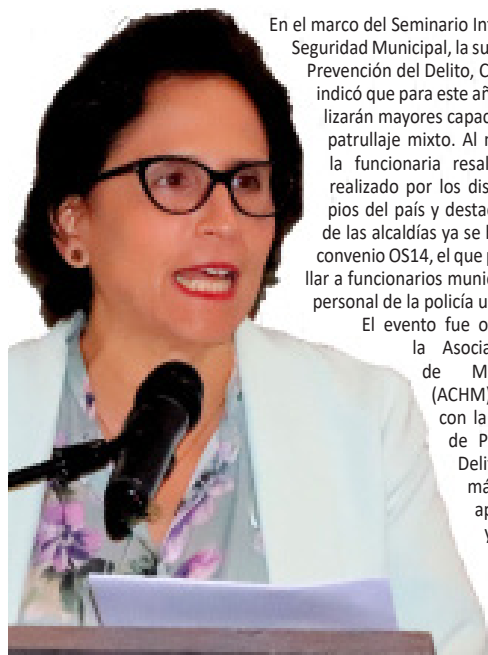 En el marco del Seminario Int
Seguridad Municipal, la su
Prevención del Delito, C
indicó que para este añ
lizarán mayores capac
patrullaje mixto. Al 
la funcionaria resal
realizado por los dis
pios del país y destac
de las alcaldías ya se
convenio OS14, el que
llar a funcionarios munic
personal de la policía
El evento fue o
la Asocia
de M
(ACHM)
con la
de P
Delit
má
ap
y